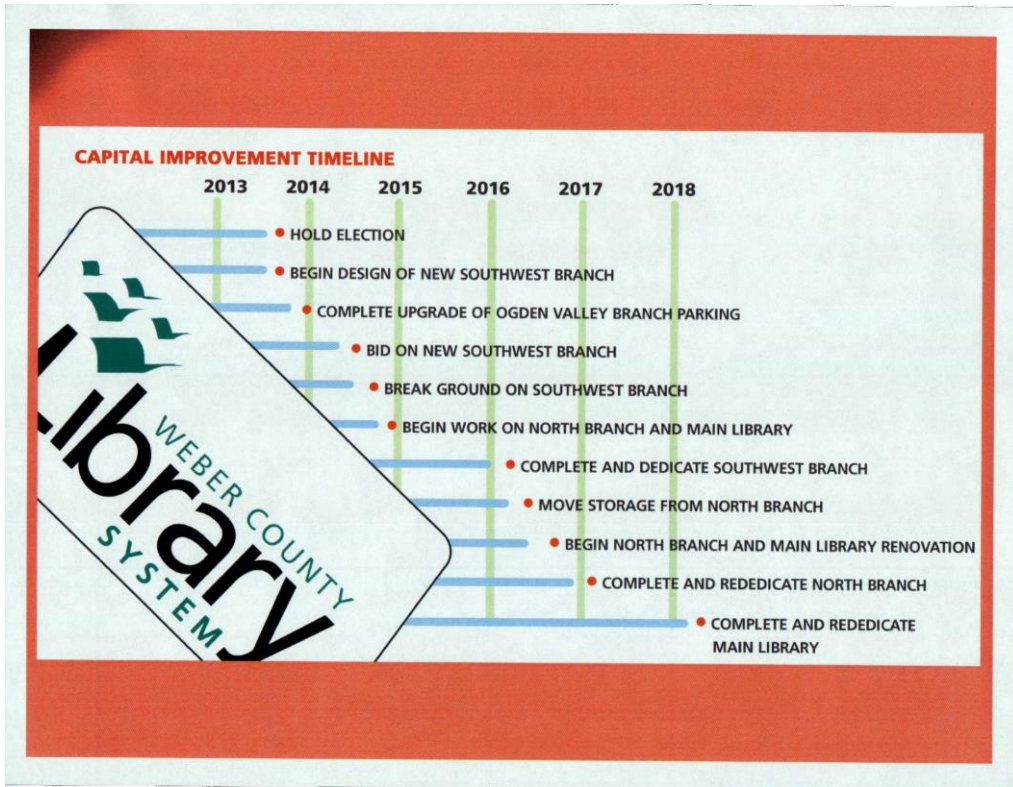 CAPITAL IMPROVEMENT TIMELINE
2013 2014 2015 2016 2017 2018
HOLD ELECTION
BEGIN DESIGN OF NEW SOUTHWEST BRANCH
COMPLETE UPGRADE OF OGDEN VALLEY BRANCH PARKING
BID ON NEW SOUTHWEST BRANCH
BREAK GROUND ON SOUTHWEST BRANCH
BEGIN WORK ON NORTH BRANCH AND MAIN LIBRARY
COMPLETE AND DEDICATE SOUTHWEST BRANCH
MOVE STORAGE FROM NORTH BRANCH
BEGIN NORTH BRANCH AND MAIN LIBRARY RENOVATION
COMPLETE AND REDEDICATE NORTH BRANCH
COMPLETE AND REDEDICATE
MAIN LIBRARY
WEBER COUNTY
Library
SYSTEM